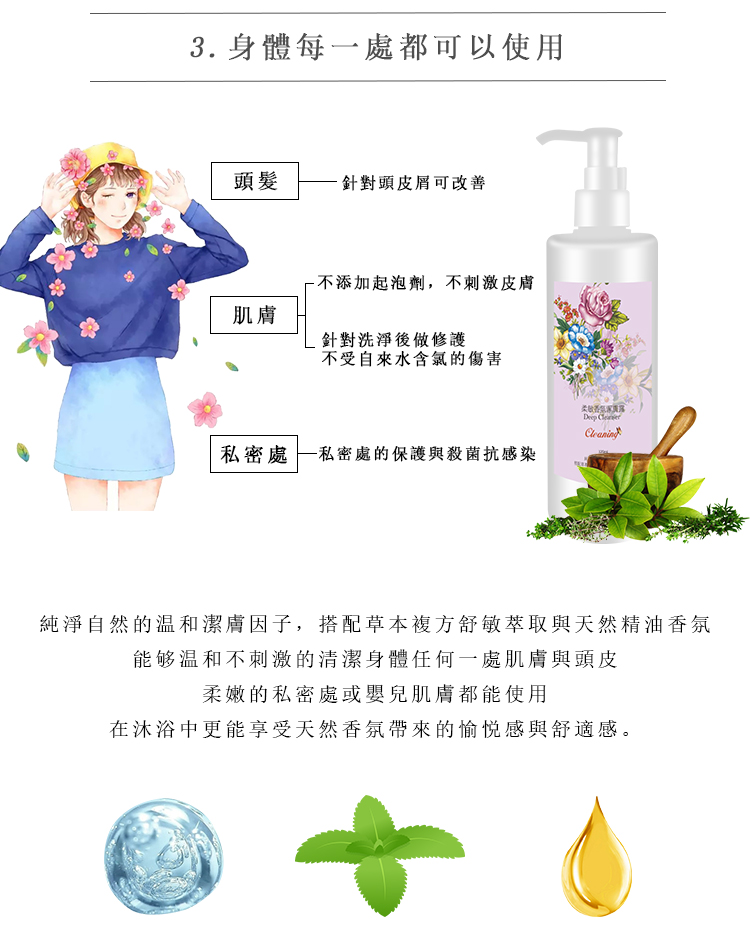 3. 身體每一處都可以使用
頭髮
針對頭皮屑可改善
肌膚
不添加起泡劑，不刺激皮膚
針對洗淨後做修護
不受自來水含氯的傷害
柔敏香氛潔膚露
Deep Cleanser
Cleaning
私密處
私密處的保護與殺菌抗感染
純淨自然的温和潔膚因子，搭配草本複方舒敏萃取與天然精油香氛
能够温和不刺激的清潔身體任何一處肌膚與頭皮
柔嫩的私密處或嬰兒肌膚都能使用
在沐浴中更能享受天然香氛帶來的愉悦感與舒適感。